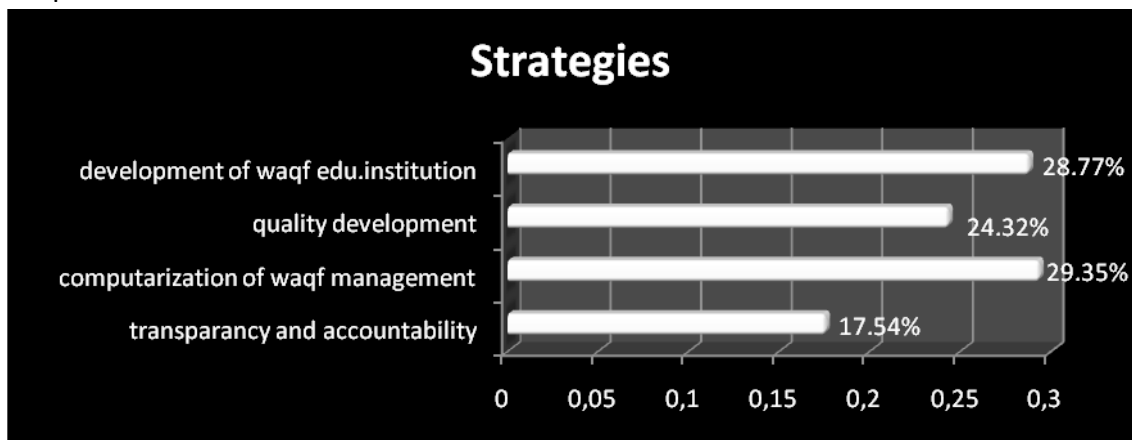 Strategies
development of waqf edu.institution
28.77%
quality development
24.32%
computarization of waqf management
29.35%
transparancy and accountability
17.54%
0 0,05 0,1 0,15 0,2 0,25 0,3